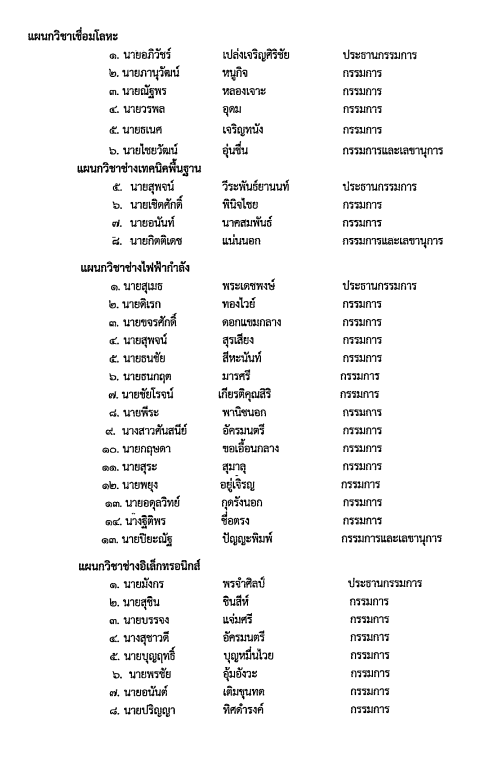 แผนกวิชาเชื่อมโลหะ
๑. นายอภิวัชร์ เปล่งเจริญศิริชัย ประธานกรรมการ
๒. นายภานุวัฒน์ หนูกิจ กรรมการ
๓. นายณัฐพร หลองเจาะ กรรมการ
๔. นายวรพล อุดม กรรมการ
๕. นายธเนศ เจริญทนัง กรรมการ
๖. นายไชยวัฒน์ อุ่นชื่น กรรมการและเลขานุการ
แผนกวิชาช่างเทคนิคพื้นฐาน
๕. นายสุพจน์ วีระพันธ์ยานนท์ ประธานกรรมการ
๖. นายเชิดศักดิ์ พินิจไชย กรรมการ
๗. นายอนันท์ นาคสมพันธ์ กรรมการ
๘. นายกิตติเดช แน่นนอก กรรมการและเลขานุการ
แผนกวิชาช่างไฟฟ้ากำลัง
๑. นายสุเมธ พระเดชพงษ์ ประธานกรรมการ
๒. นายดิเรก ทองไวย์ กรรมการ
๓. นายขจรศักดิ์ ดอกแขมกลาง กรรมการ
๔. นายสุพจน์ สุรเสียง กรรมการ
๕. นายธนชัย สีหะนันท์ กรรมการ
๖. นายธนกฤต มารศรี กรรมการ
๗. นายชัยโรจน์ เกียรติคุณสิริ กรรมการ
๘. นายพีระ พานิชนอก กรรมการ
๙. นางสาวศันสนีย์ อัครมนตรี กรรมการ
๑๐. นายกฤษดา ขอเอื้อนกลาง กรรมการ
๑๑. นายสุระ สุมาลุ กรรมการ
๑๒. นายพยุง อยู่เจริญ กรรมการ
๑๓. นายอดุลวิทย์ กุดรังนอก กรรมการ
๑๔. นางฐิติพร ซื่อตรง กรรมการ
๑๓. นายปิยะณัฐ ปัญญะพิมพ์ กรรมการและเลขานุการ
แผนกวิชาช่างอิเล็กทรอนิกส์
๑. นายมังกร พรจำศิลป์ ประธานกรรมการ
๒. นายสุชิน ชินสีห์ กรรมการ
๓. นายบรรจง แจ่มศรี กรรมการ
๔. นางสุชาวดี อัครมนตรี กรรมการ
๕. นายบุญฤทธิ์ บุญหมื่นไวย กรรมการ
๖. นายพรชัย อุ้มอังวะ กรรมการ
๗. นายอนันต์ เติมขุนทด กรรมการ
๘. นายปริญญา ทิศดำรงค์ กรรมการ